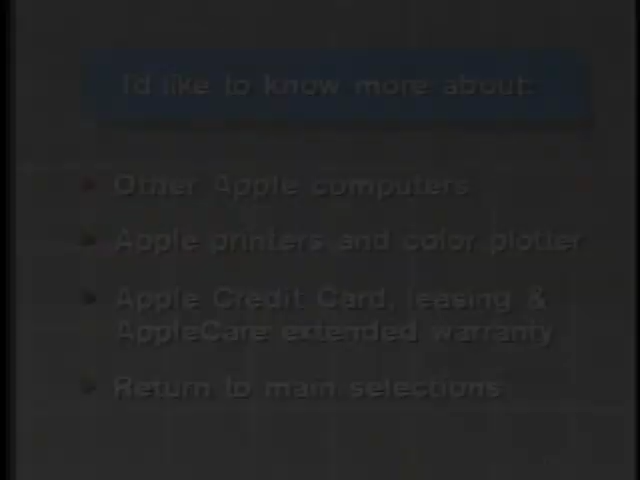 I'd like to know more about:
Other Apple computers
Apple printers and color plotter
Apple Credit Card, leasing &
AppleCare extended warranty
Return to main selections